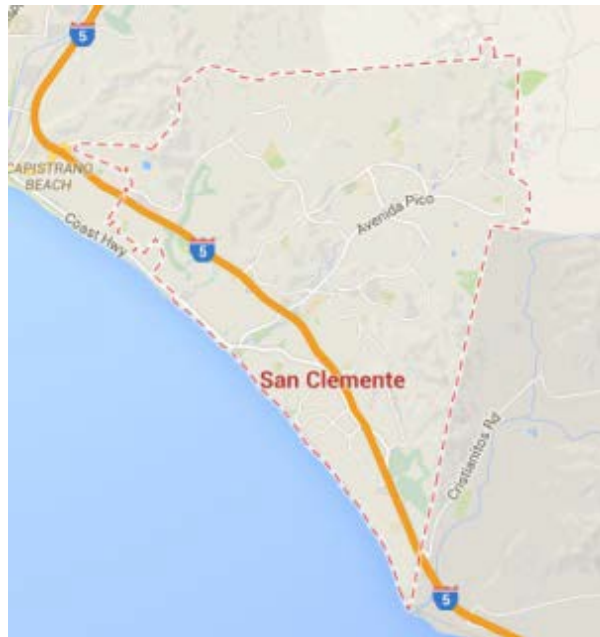 5
CAPISTRANO
BEACH
Coast Hwy
5
Avenida Pico
San Clemente
Cristianitos Rd
5